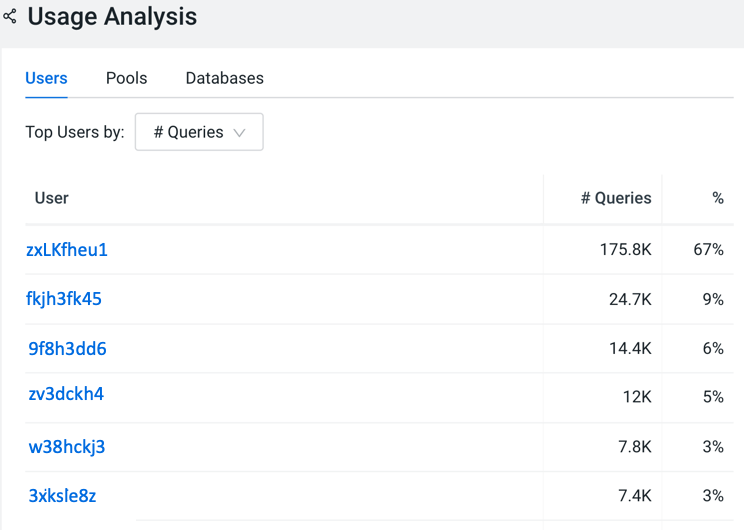 Usage Analysis
Users Pools Databases
Top Users by: # Queries
User # Queries %
zxLKfheu1 175.8K 67%
fkjh3fk45 24.7K 9%
9f8h3dd6 14.4K 6%
zv3dckh4 12K 5%
w38hckj3 7.8K 3%
3xksle8z 7.4K 3%